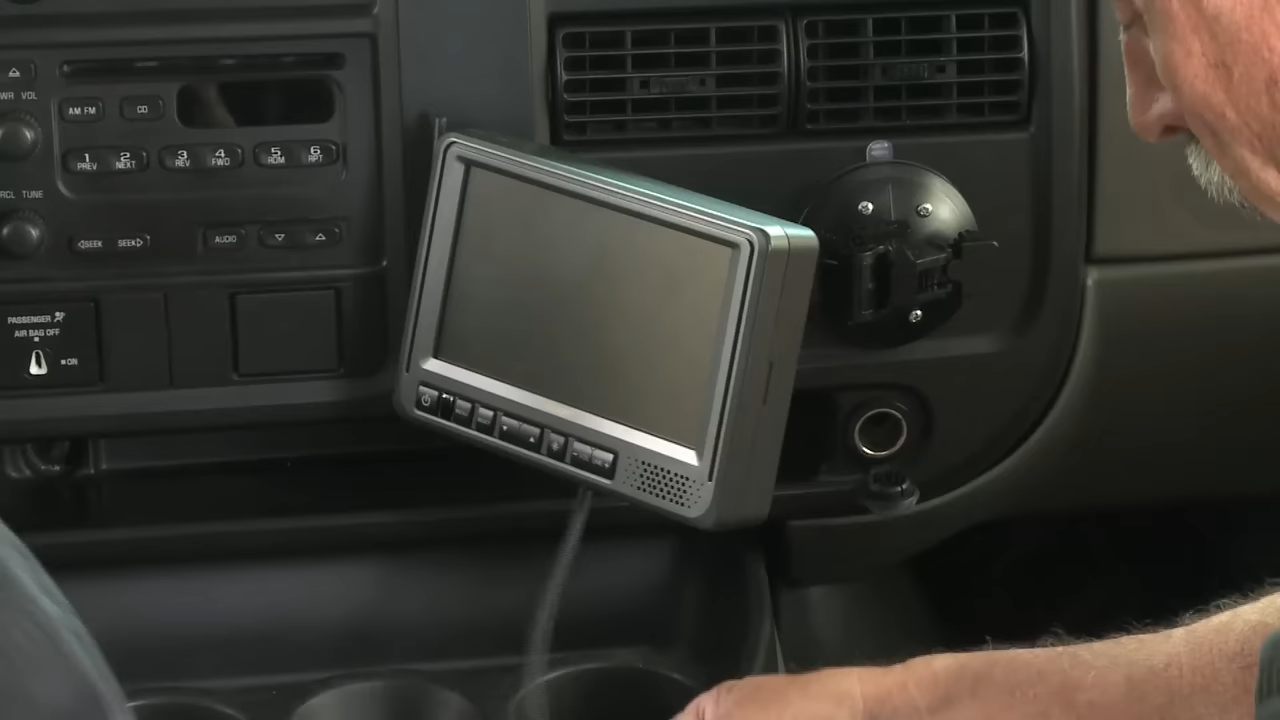 WR VOL
AM FM
CD
1 2 3 4 5 6
PREV NEXT REV FWD RDM RPT
RCL TUNE
SEEK SEEK
AUDIO
PASSENGER
AIR BAG OFF
ON